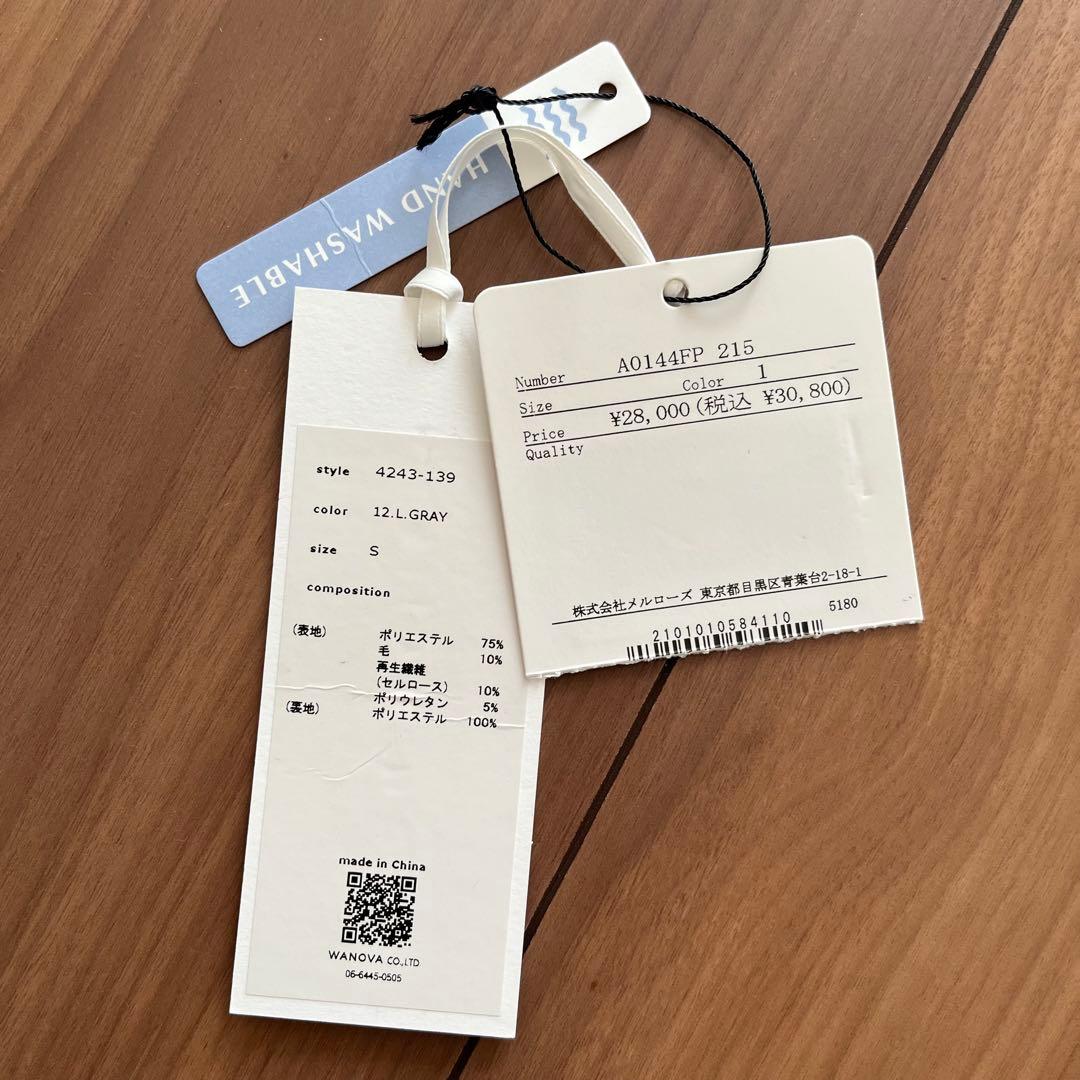 HAND WASHABLE
Number A0144FP 215
Size Color 1
Price ¥28,000(税込 ¥30,800)
Quality
株式会社メルローズ 東京都目黒区青葉台2-18-1
2101010584110 5180
style 4243-139
color 12.L.GRAY
size S
composition
(表地) ポリエステル 75%
毛 10%
再生繊維
(セルロース) 10%
ポリウレタン 5%
(裏地) ポリエステル 100%
made in China
WANOVA CO.,LTD
06-6445-0505